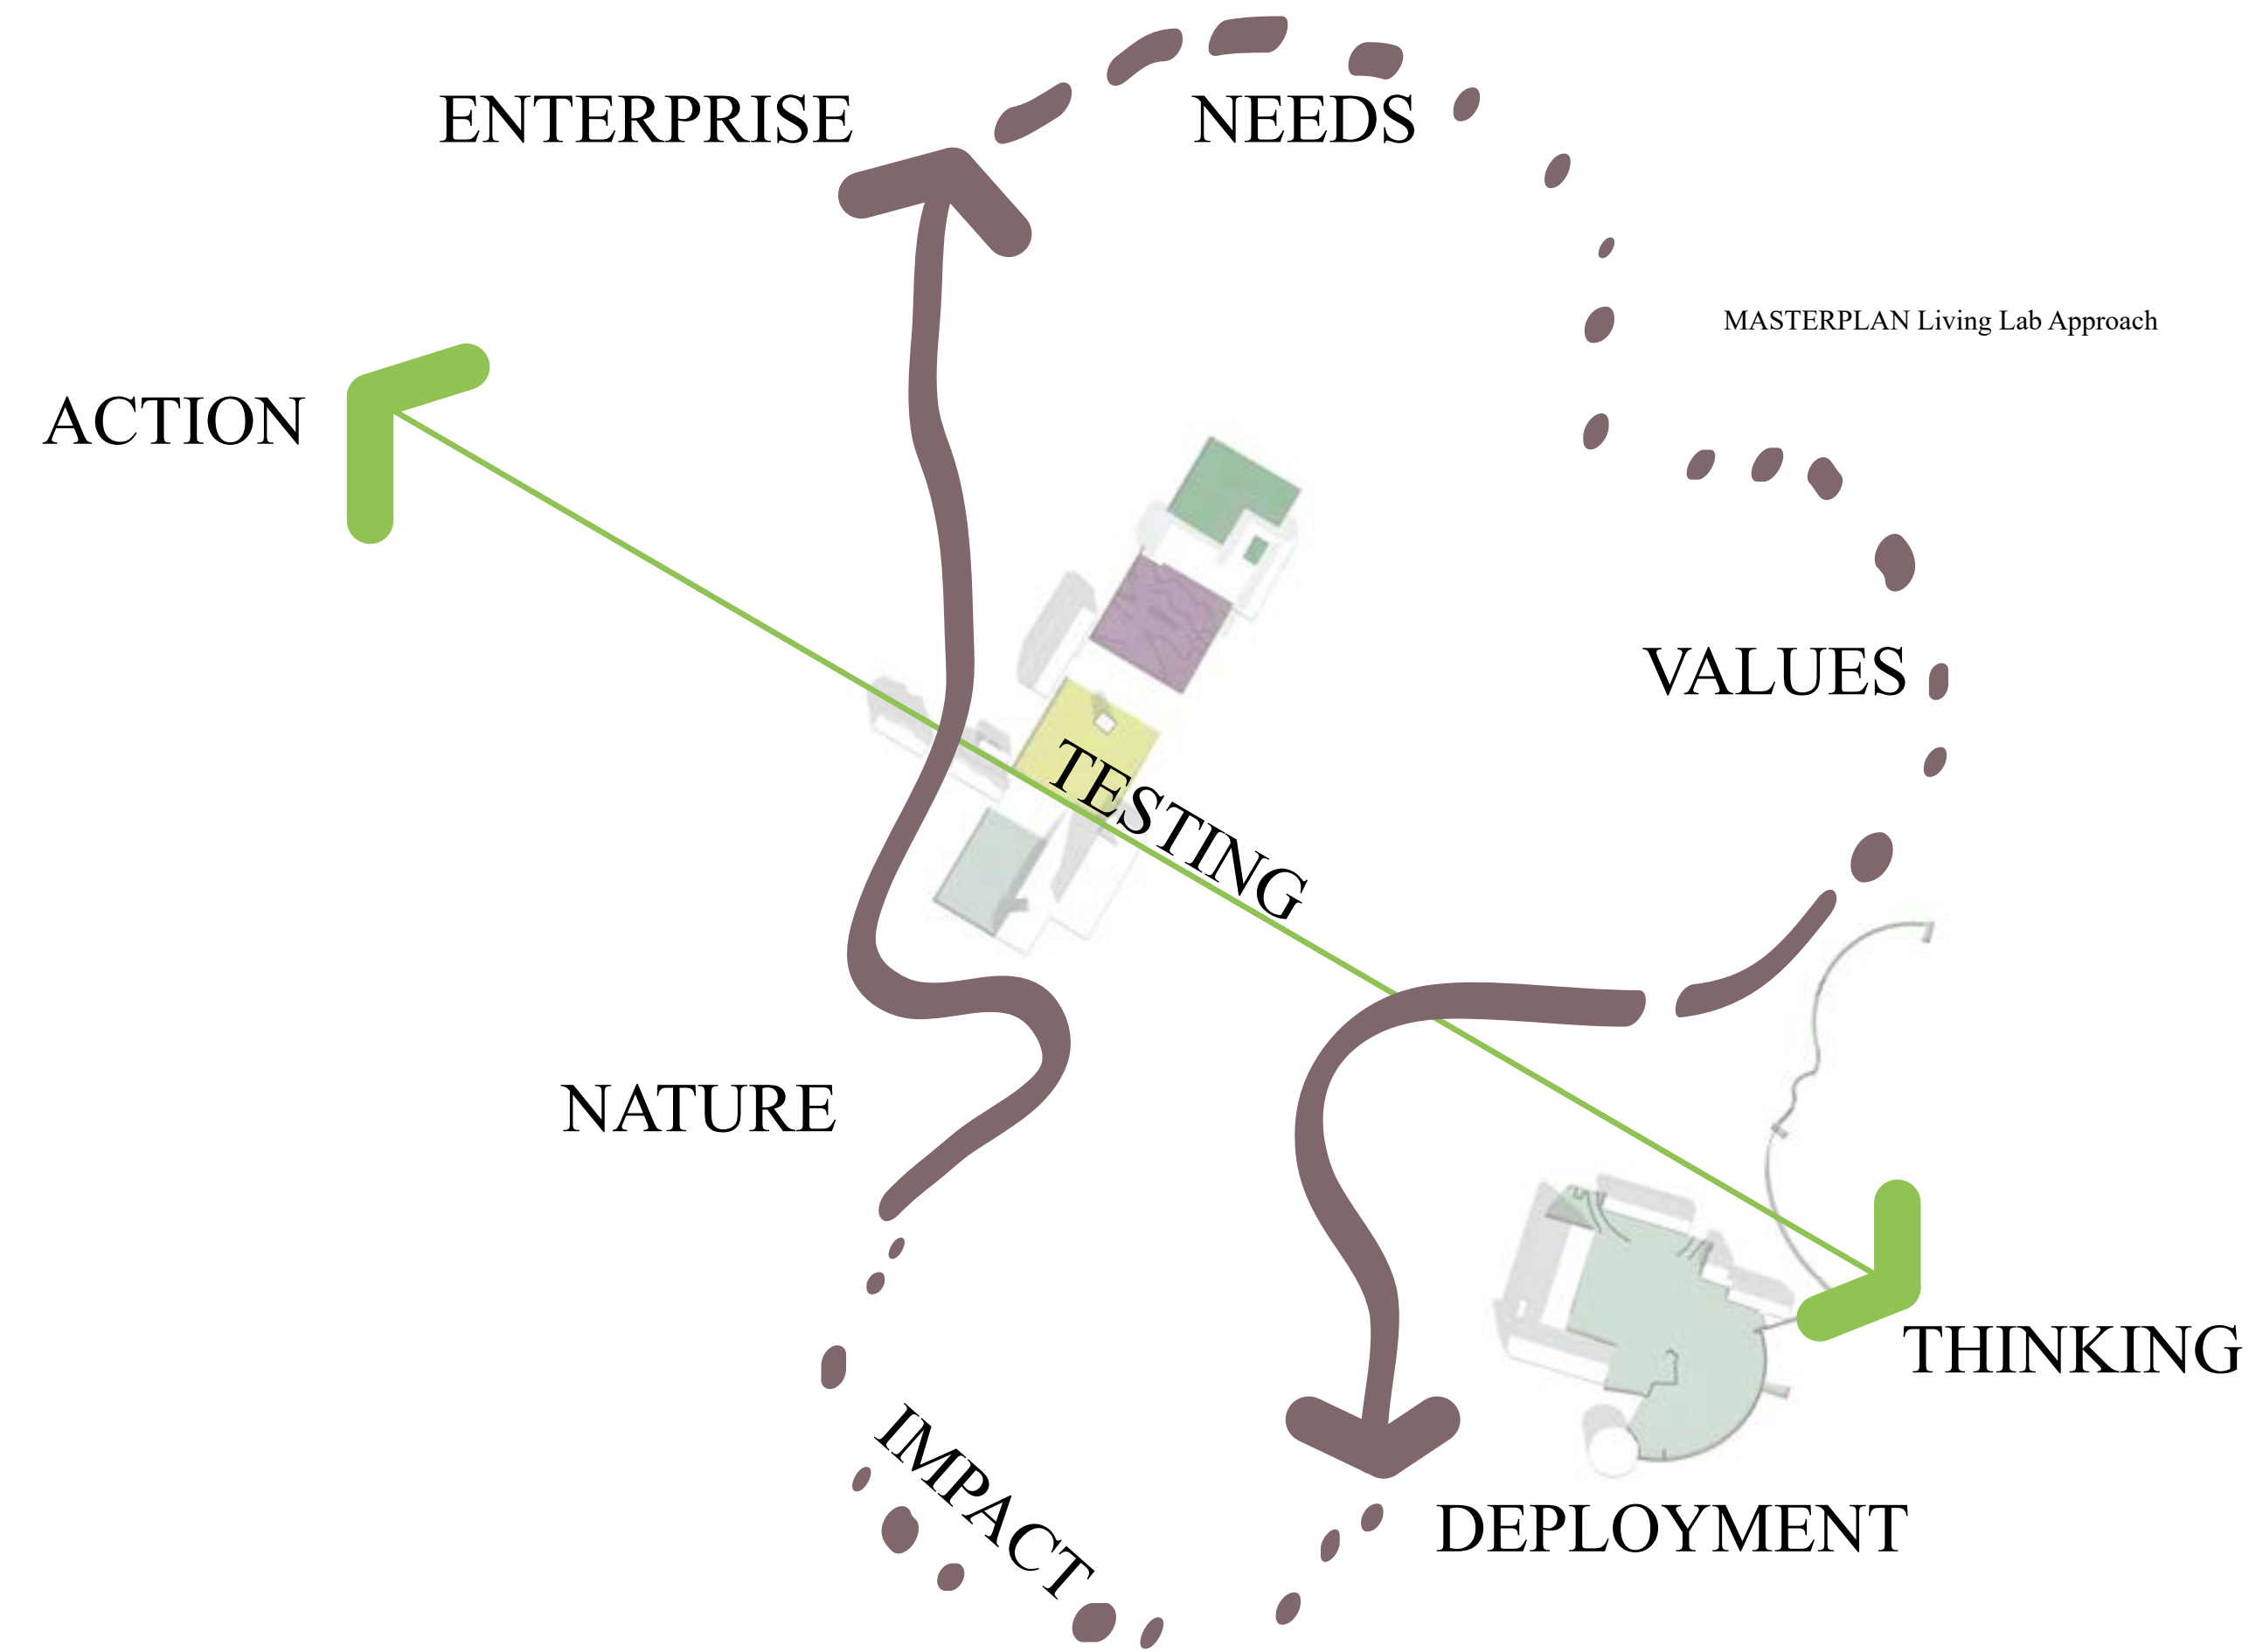 ENTERPRISE
NEEDS
MASTERPLAN Living Lab Approach
ACTION
VALUES
TESTING
NATURE
THINKING
IMPACT
DEPLOYMENT